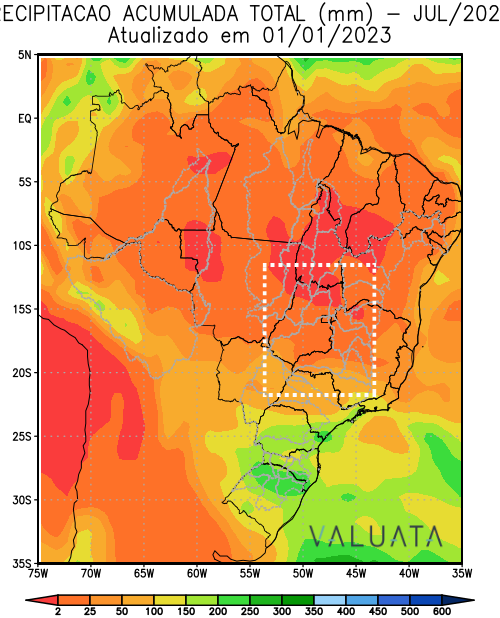 RECIPITACAO ACUMULADA TOTAL (mm) – JUL/202
Atualizado em 01/01/2023
5N
EQ
5S
10S
15S
20S
25S
30S
35S
VALUATA
75W 70W 65W 60W 55W 50W 45W 40W 35W
2 25 50 100 150 200 250 300 350 400 450 500 600